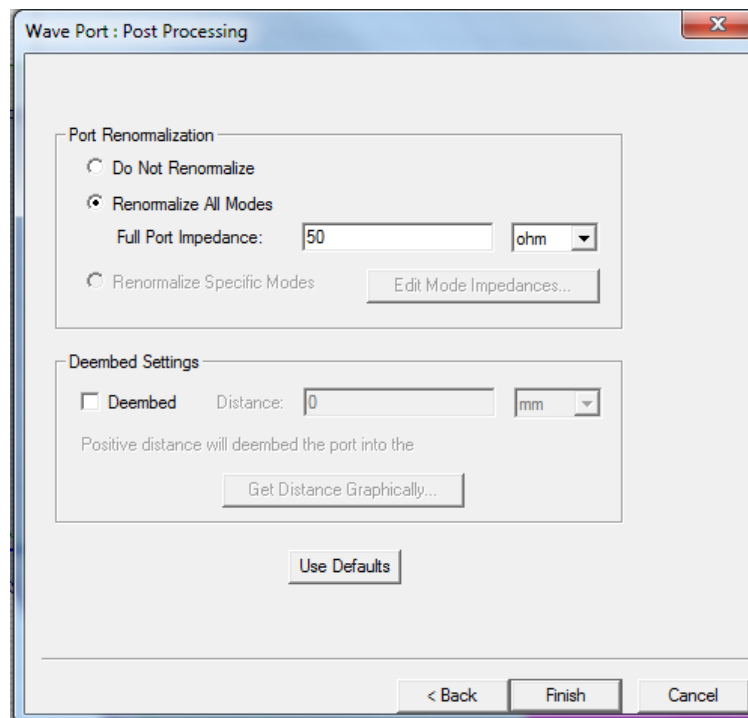 Wave Port : Post Processing
X
Port Renormalization
Do Not Renormalize
Renormalize All Modes
Full Port Impedance: 50 ohm
Renormalize Specific Modes Edit Mode Impedances...
Deembed Settings
Deembed Distance: 0 mm
Positive distance will deembed the port into the
Get Distance Graphically...
Use Defaults
< Back Finish Cancel